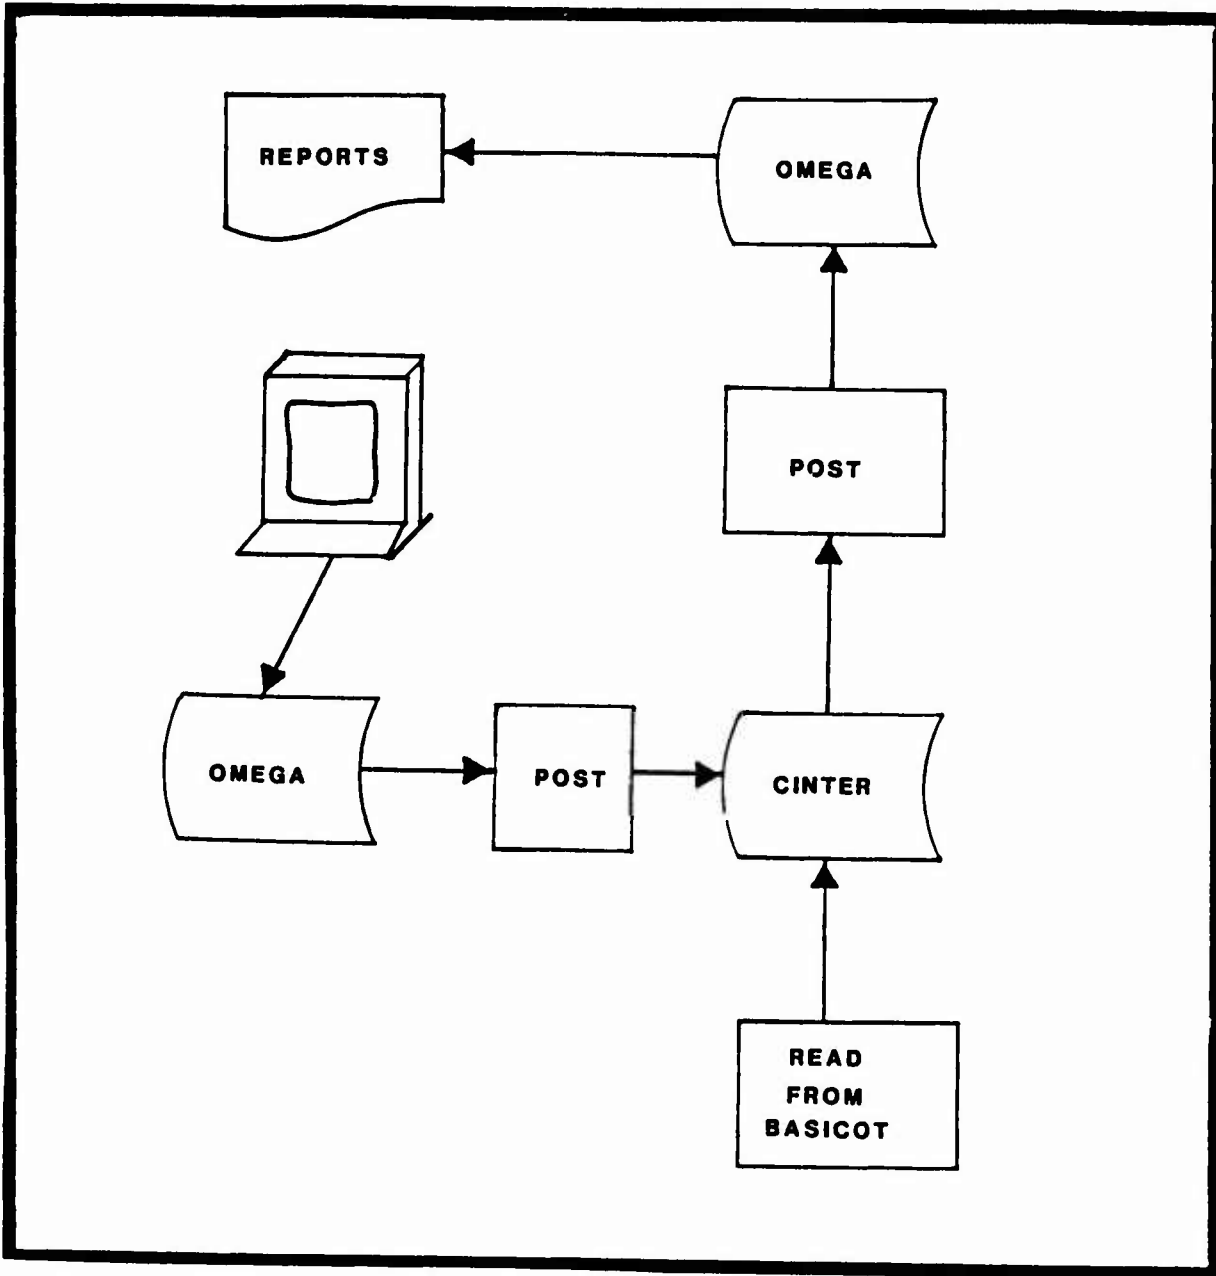 REPORTS
OMEGA
POST
OMEGA
POST
CINTER
READ
FROM
BASICOT